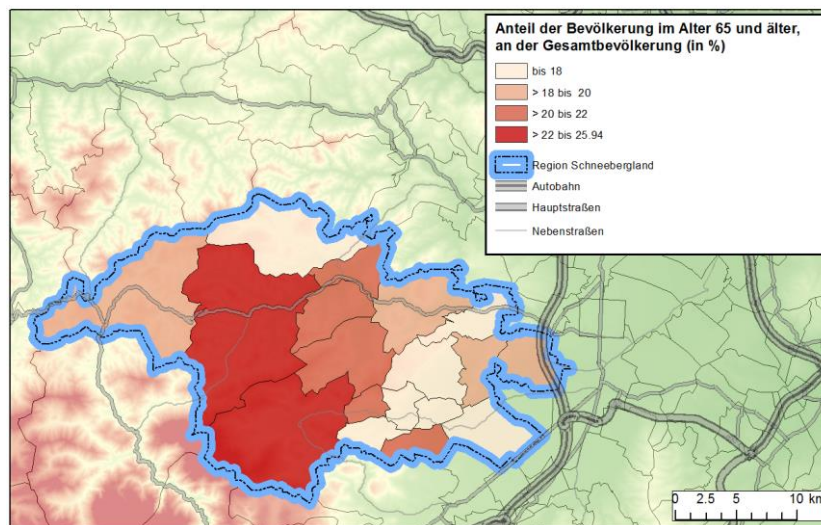 Anteil der Bevölkerung im Alter 65 und älter,
an der Gesamtbevölkerung (in %)
bis 18
> 18 bis 20
> 20 bis 22
> 22 bis 25.94
Region Schneebergland
Autobahn
Hauptstraßen
Nebenstraßen
0 2.5 5 10 km